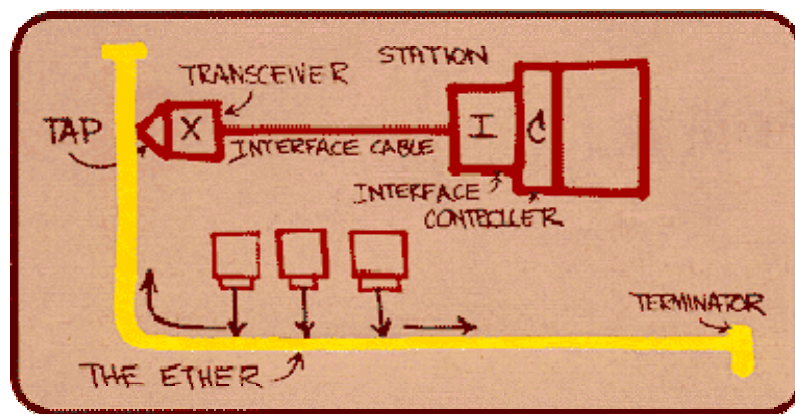 STATION
TRANSCEIVER
TAP
X
I
C
INTERFACE CABLE
INTERFACE
CONTROLLER
TERMINATOR
THE ETHER